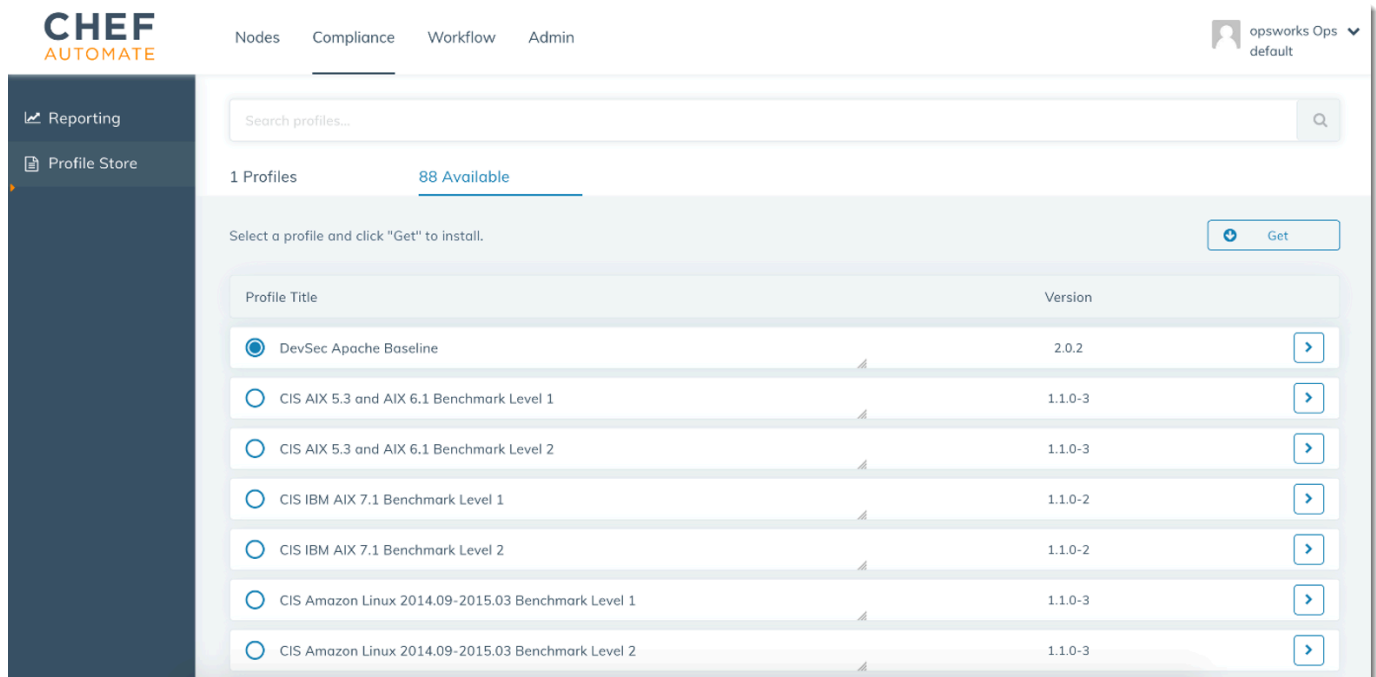 CHEF
AUTOMATE
Nodes Compliance Workflow Admin
opsworks Ops
default
Reporting
Profile Store
Search profiles...
1 Profiles 88 Available
Select a profile and click "Get" to install.
Get
Profile Title Version
DevSec Apache Baseline 2.0.2
CIS AIX 5.3 and AIX 6.1 Benchmark Level 1 1.1.0-3
CIS AIX 5.3 and AIX 6.1 Benchmark Level 2 1.1.0-3
CIS IBM AIX 7.1 Benchmark Level 1 1.1.0-2
CIS IBM AIX 7.1 Benchmark Level 2 1.1.0-2
CIS Amazon Linux 2014.09-2015.03 Benchmark Level 1 1.1.0-3
CIS Amazon Linux 2014.09-2015.03 Benchmark Level 2 1.1.0-3